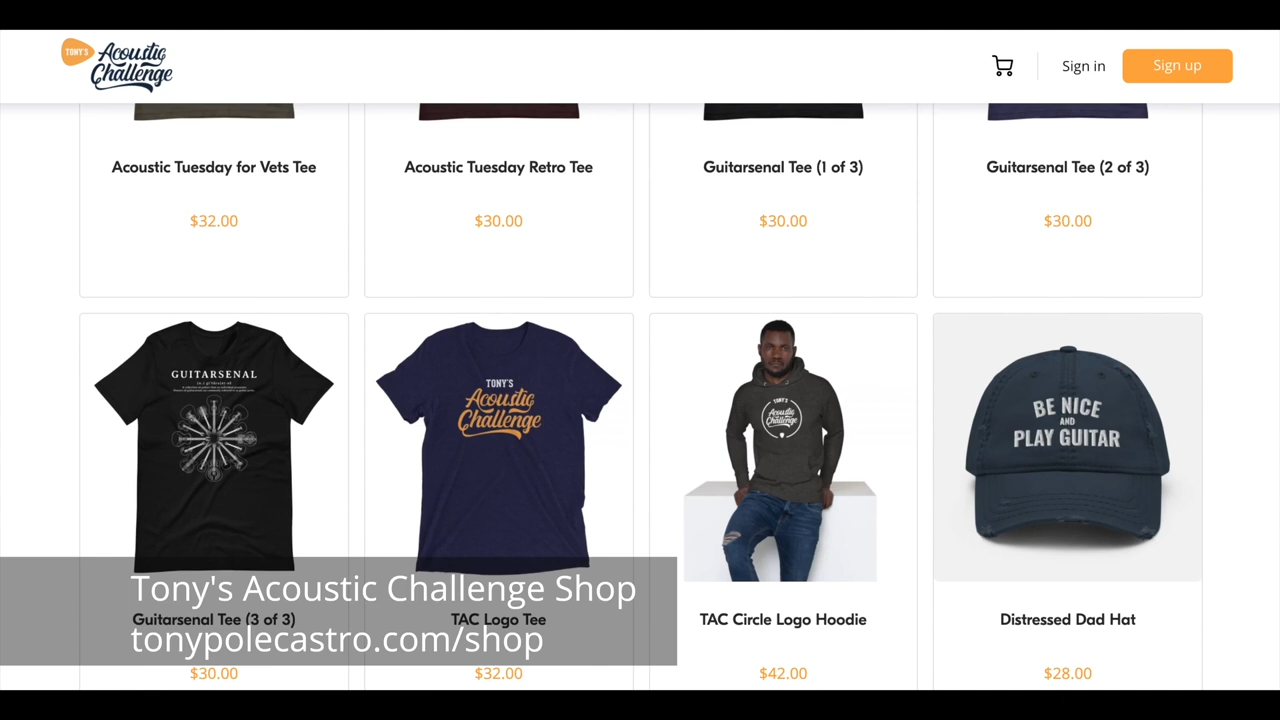 TONY'S
Acoustic
Challenge
Sign in
Sign up
Acoustic Tuesday for Vets Tee
Acoustic Tuesday Retro Tee
Guitarsenal Tee (1 of 3)
Guitarsenal Tee (2 of 3)
$32.00
$30.00
$30.00
$30.00
GUITARSENAL
TONY'S
Acoustic
Challenge
TONY'S
Acoustic
Challenge
BE NICE
AND
PLAY GUITAR
Tony's Acoustic Challenge Shop
tonypolecastro.com/shop
Guitarsenal Tee (3 of 3)
TAC Logo Tee
TAC Circle Logo Hoodie
Distressed Dad Hat
$30.00
$32.00
$42.00
$28.00